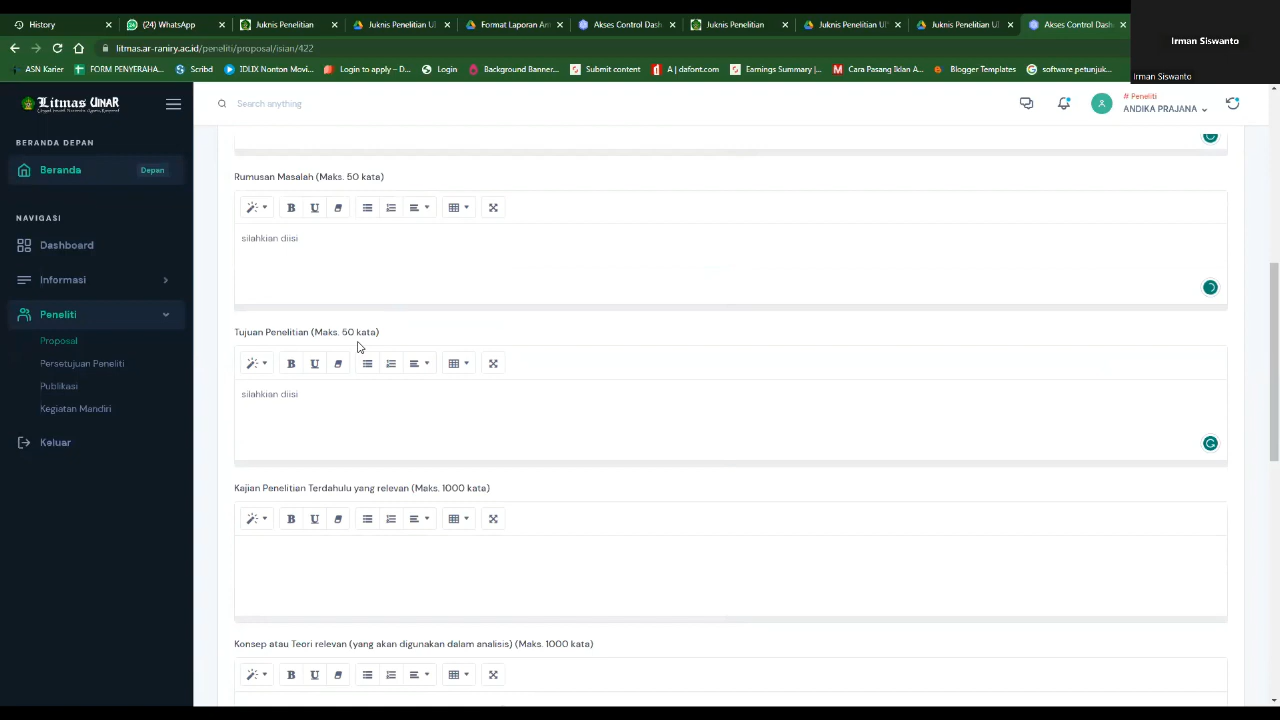 History
(24) WhatsApp
Juknis Penelitian
Juknis Penelitian UI
Format Laporan An
Akses Control Dash
Juknis Penelitian
Juknis Penelitian UI
Juknis Penelitian UI
Akses Control Dash
Irman Siswanto
litmas.ar-raniry.ac.id/peneliti/proposal/isian/422
ASN Karier
FORM PENYERAHA...
Scribd
IDLIX Nonton Movi...
Login to apply – D...
Login
Background Banner...
Submit content
A | dafont.com
Earnings Summary |...
Cara Pasang Iklan A...
Blogger Templates
software petunjuk...
Irman Siswanto
Litmas UINAR
Search anything
# Peneliti
ANDIKA PRAJANA
BERANDA DEPAN
Beranda
Depan
NAVIGASI
Dashboard
Informasi
Peneliti
Proposal
Persetujuan Peneliti
Publikasi
Kegiatan Mandiri
Keluar
Rumusan Masalah (Maks. 50 kata)
B U
silahkian diisi
Tujuan Penelitian (Maks. 50 kata)
B U
silahkian diisi
Kajian Penelitian Terdahulu yang relevan (Maks. 1000 kata)
B U
Konsep atau Teori relevan (yang akan digunakan dalam analisis) (Maks. 1000 kata)
B U